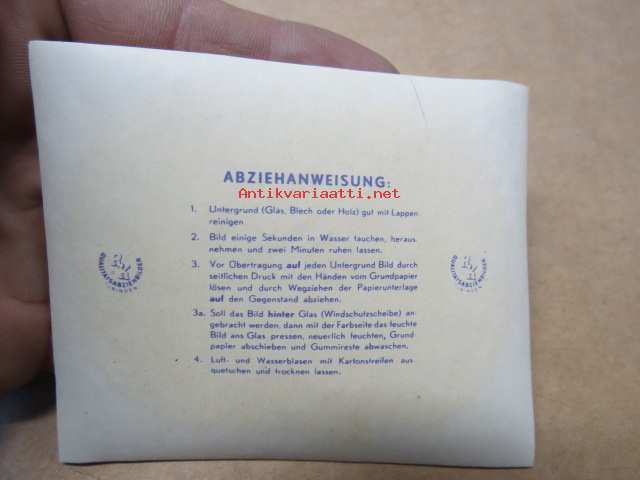 ABZIEHANWEISUNG:
Antikvariaatti.net
1. Untergrund (Glas, Blech oder Holz) gut mit Lappen
reinigen
2. Bild einige Sekunden in Wasser tauchen, heraus
nehmen und zwei Minuten ruhen lassen.
3. Vor Übertragung auf jeden Untergrund Bild durch
seitlichen Druck mit den Händen vom Grundpapier
lösen und durch Wegziehen der Papierunterlage
auf den Gegenstand abziehen.
3a. Soll das Bild hinter Glas (Windschutzscheibe) an-
gebracht werden, dann mit der Farbseite das feuchte
Bild ans Glas pressen, neuerlich feuchten, Grund
papier abschieben und Gummireste abwaschen.
4. Luft- und Wasserblasen mit Kartonstreifen aus
quetschen und trocknen lassen.
QUALITÄTSABZIEHBILDER
QUALITÄTSABZIEHBILDER